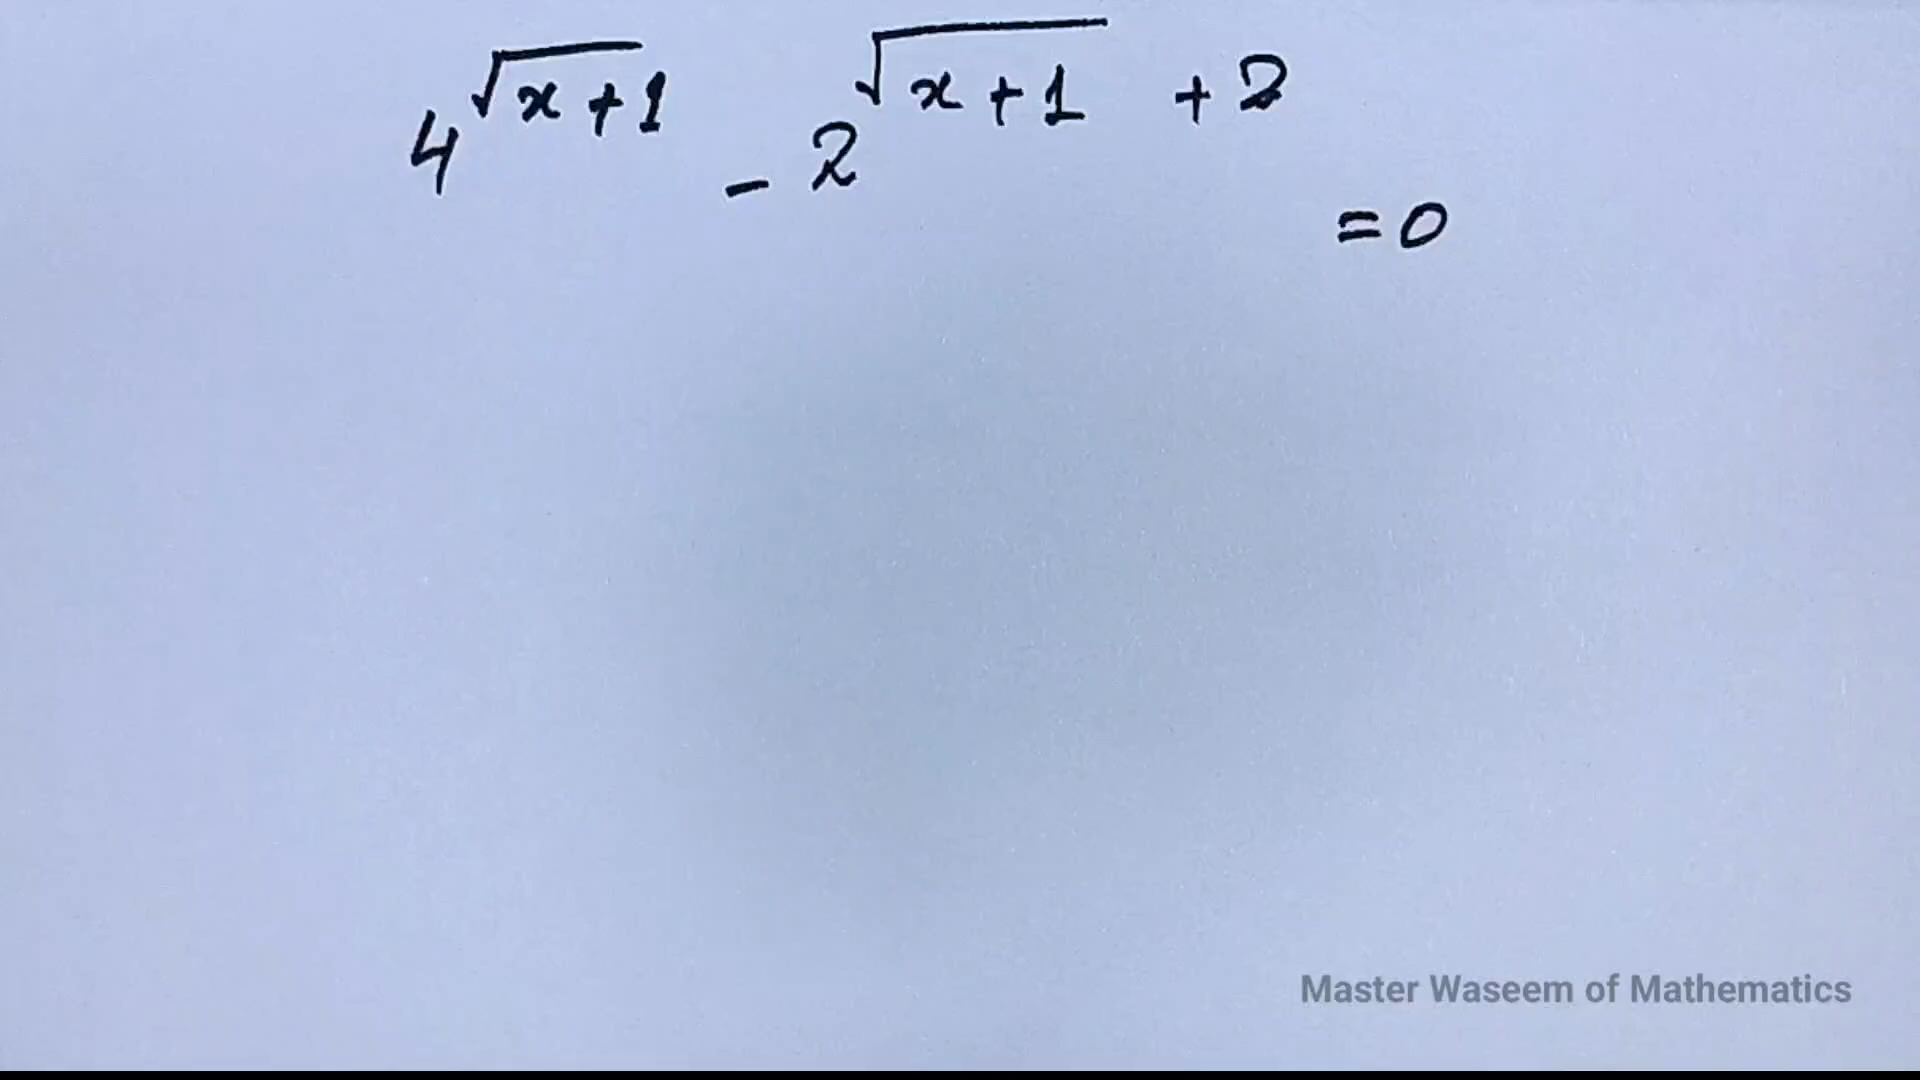 4^√(x+1) - 2^(√(x+1) + 2)
= 0
Master Waseem of Mathematics